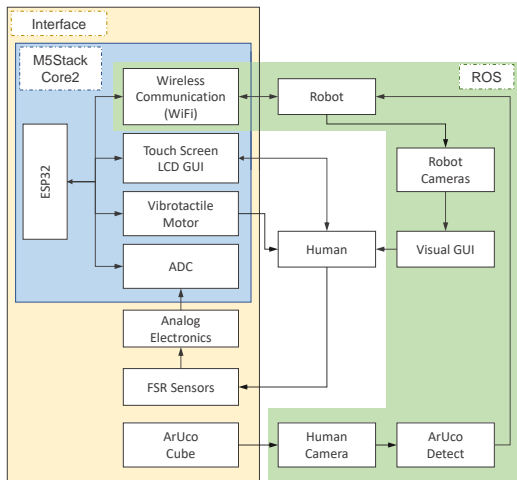 Interface
M5Stack
Core2
ROS
Wireless
Communication
(WiFi)
Robot
ESP32
Touch Screen
LCD GUI
Robot
Cameras
Vibrotactile
Motor
Human
Visual GUI
ADC
Analog
Electronics
FSR Sensors
ArUco
Cube
Human
Camera
ArUco
Detect